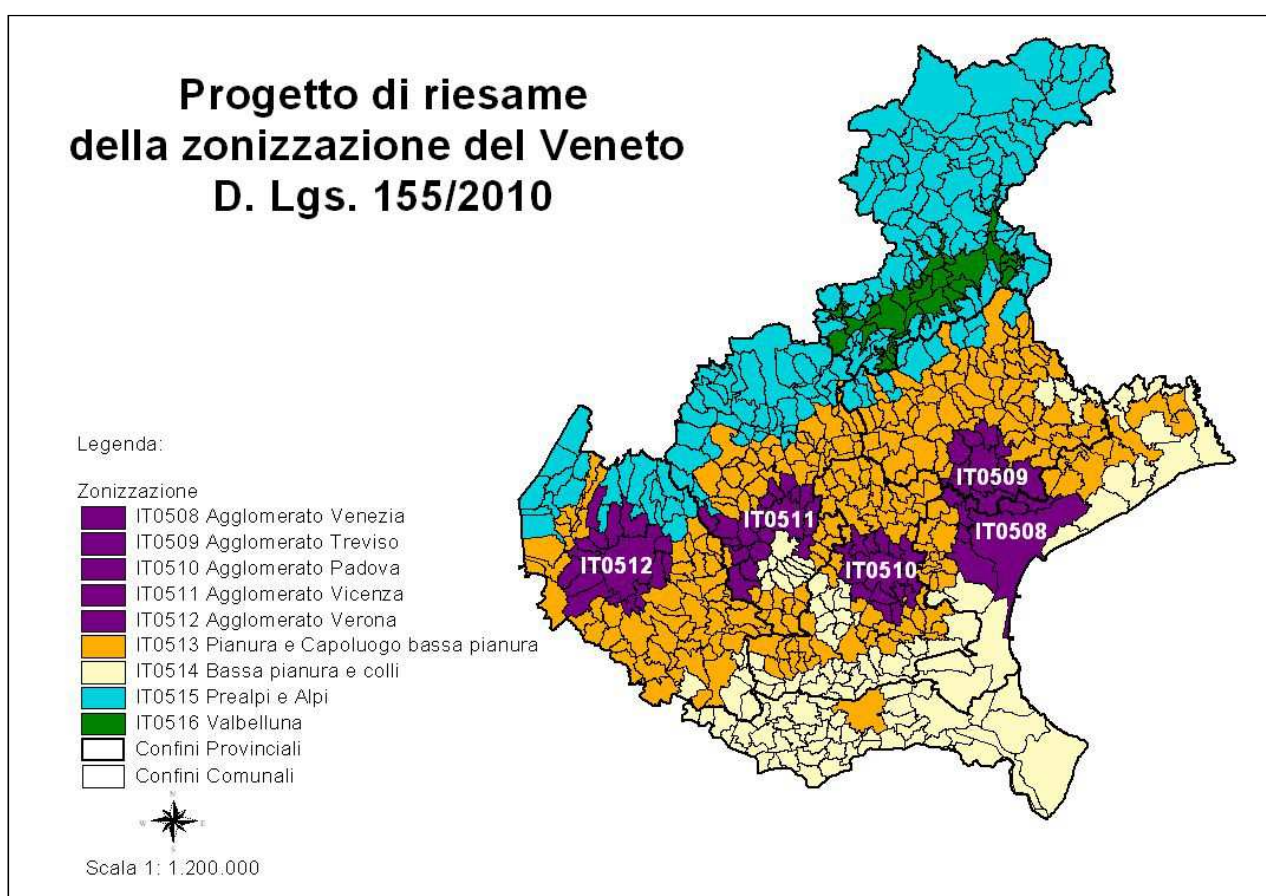 Progetto di riesame
della zonizzazione del Veneto
D. Lgs. 155/2010
IT0509
IT0508
IT0511
IT0512
IT0510
Legenda:
Zonizzazione
IT0508 Agglomerato Venezia
IT0509 Agglomerato Treviso
IT0510 Agglomerato Padova
IT0511 Agglomerato Vicenza
IT0512 Agglomerato Verona
IT0513 Pianura e Capoluogo bassa pianura
IT0514 Bassa pianura e colli
IT0515 Prealpi e Alpi
IT0516 Valbelluna
Confini Provinciali
Confini Comunali
N
W E
S
Scala 1: 1.200.000